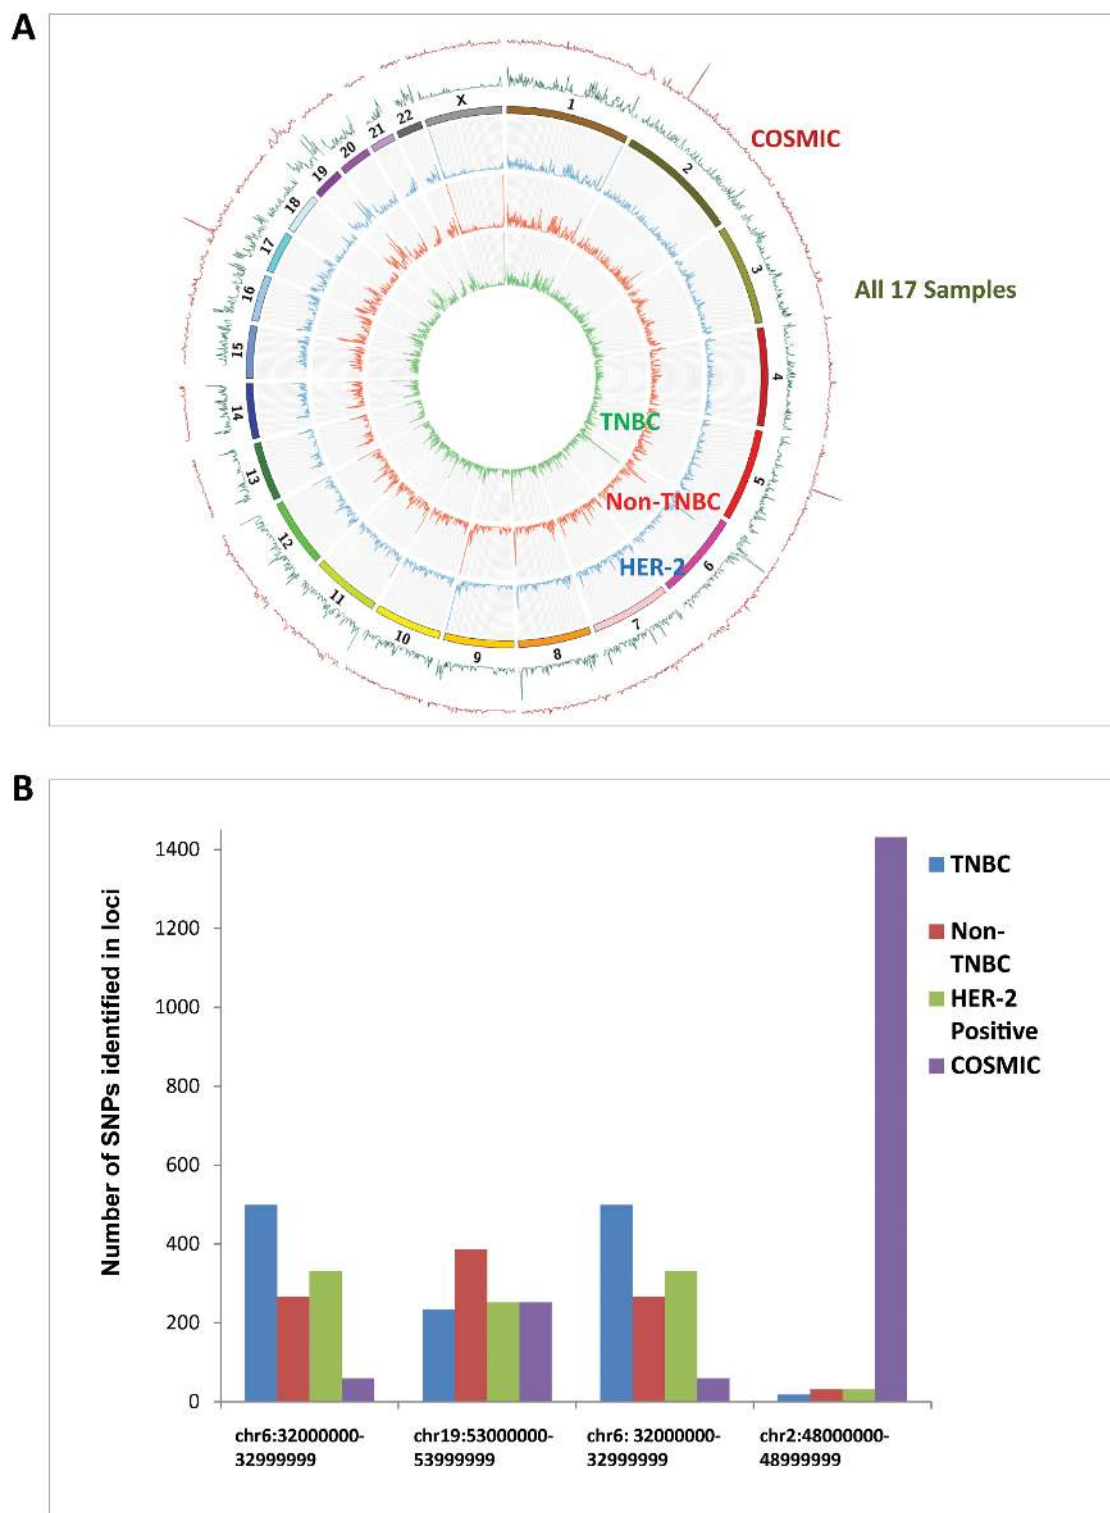 A
COSMIC
All 17 Samples
TNBC
Non-TNBC
HER-2
X
1
2
3
4
5
6
7
8
9
10
11
12
13
14
15
16
17
18
19
20
21
22
B
Number of SNPs identified in loci
1400
1200
1000
800
600
400
200
0
TNBC
Non-
TNBC
HER-2
Positive
COSMIC
chr6:32000000-
32999999
chr19:53000000-
53999999
chr6: 32000000-
32999999
chr2:48000000-
48999999